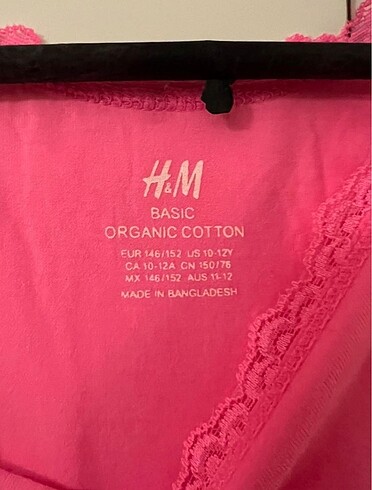 H&M
BASIC
ORGANIC COTTON
EUR 146/152 US 10-12Y
CA 10-12A CN 150/76
MX 146/152 AUS 11-12
MADE IN BANGLADESH